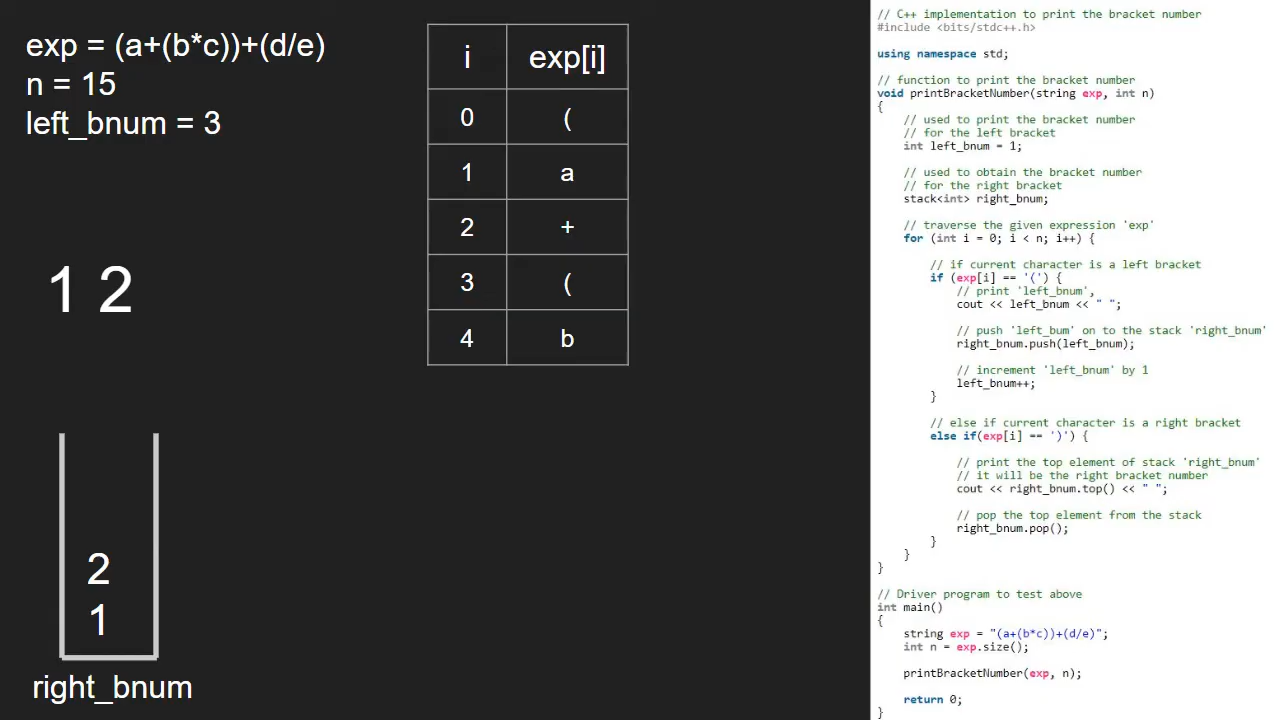 exp = (a+(b*c))+(d/e)
n = 15
left_bnum = 3
1 2
2
1
right_bnum
i exp[i]
0 (
1 a
2 +
3 (
4 b
// C++ implementation to print the bracket number
#include <bits/stdc++.h>
using namespace std;
// function to print the bracket number
void printBracketNumber(string exp, int n)
{
// used to print the bracket number
// for the left bracket
int left_bnum = 1;
// used to obtain the bracket number
// for the right bracket
stack<int> right_bnum;
// traverse the given expression 'exp'
for (int i = 0; i < n; i++) {
// if current character is a left bracket
if (exp[i] == '(') {
// print 'left_bnum',
cout << left_bnum << " ";
// push 'left_bum' on to the stack 'right_bnum'
right_bnum.push(left_bnum);
// increment 'left_bnum' by 1
left_bnum++;
}
// else if current character is a right bracket
else if(exp[i] == ')') {
// print the top element of stack 'right_bnum'
// it will be the right bracket number
cout << right_bnum.top() << " ";
// pop the top element from the stack
right_bnum.pop();
}
}
}
// Driver program to test above
int main()
{
string exp = "(a+(b*c))+(d/e)";
int n = exp.size();
printBracketNumber(exp, n);
return 0;
}